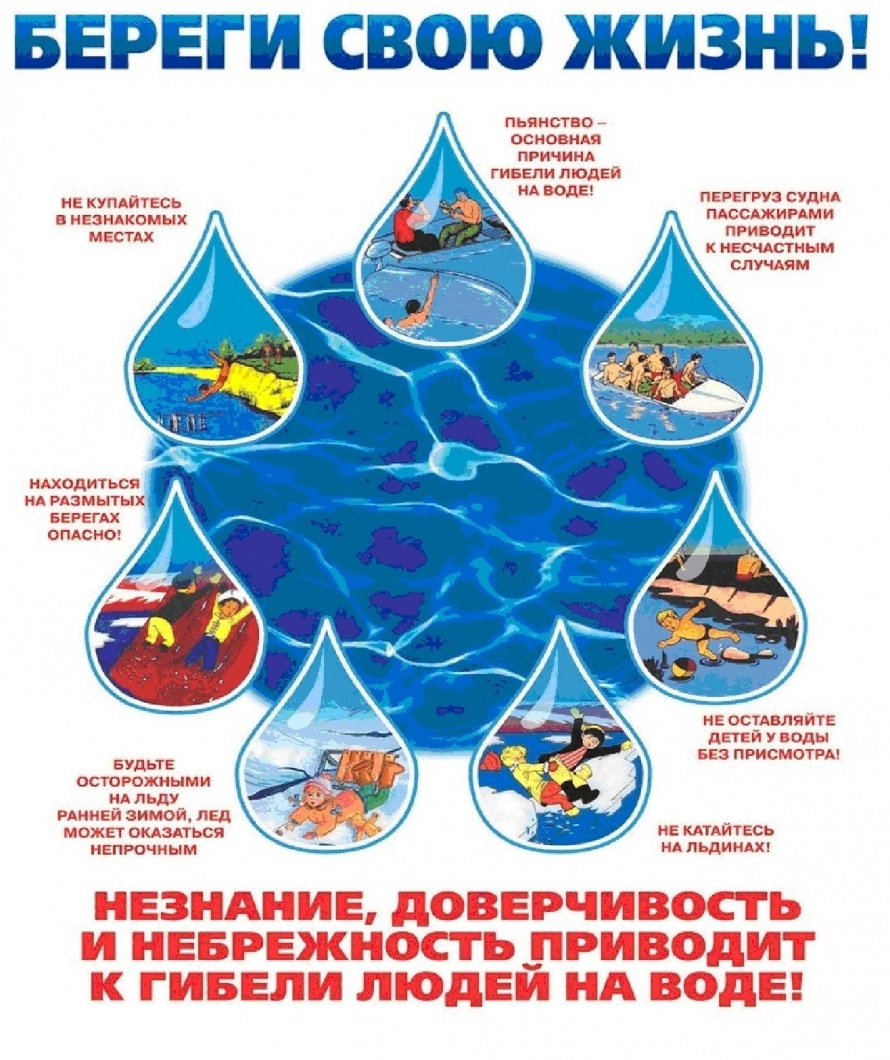 БЕРЕГИ СВОЮ ЖИЗНЬ!
ПЬЯНСТВО –
ОСНОВНАЯ
ПРИЧИНА
ГИБЕЛИ ЛЮДЕЙ
НА ВОДЕ!
НЕ КУПАЙТЕСЬ
В НЕЗНАКОМЫХ
МЕСТАХ
ПЕРЕГРУЗ СУДНА
ПАССАЖИРАМИ
ПРИВОДИТ
К НЕСЧАСТНЫМ
СЛУЧАЯМ
НАХОДИТЬСЯ
НА РАЗМЫТЫХ
БЕРЕГАХ
ОПАСНО!
НЕ ОСТАВЛЯЙТЕ
ДЕТЕЙ У ВОДЫ
БЕЗ ПРИСМОТРА!
БУДЬТЕ
ОСТОРОЖНЫМИ
НА ЛЬДУ
РАННЕЙ ЗИМОЙ, ЛЕД
МОЖЕТ ОКАЗАТЬСЯ
НЕПРОЧНЫМ
НЕ КАТАЙТЕСЬ
НА ЛЬДИНАХ!
НЕЗНАНИЕ, ДОВЕРЧИВОСТЬ
И НЕБРЕЖНОСТЬ ПРИВОДИТ
К ГИБЕЛИ ЛЮДЕЙ НА ВОДЕ!